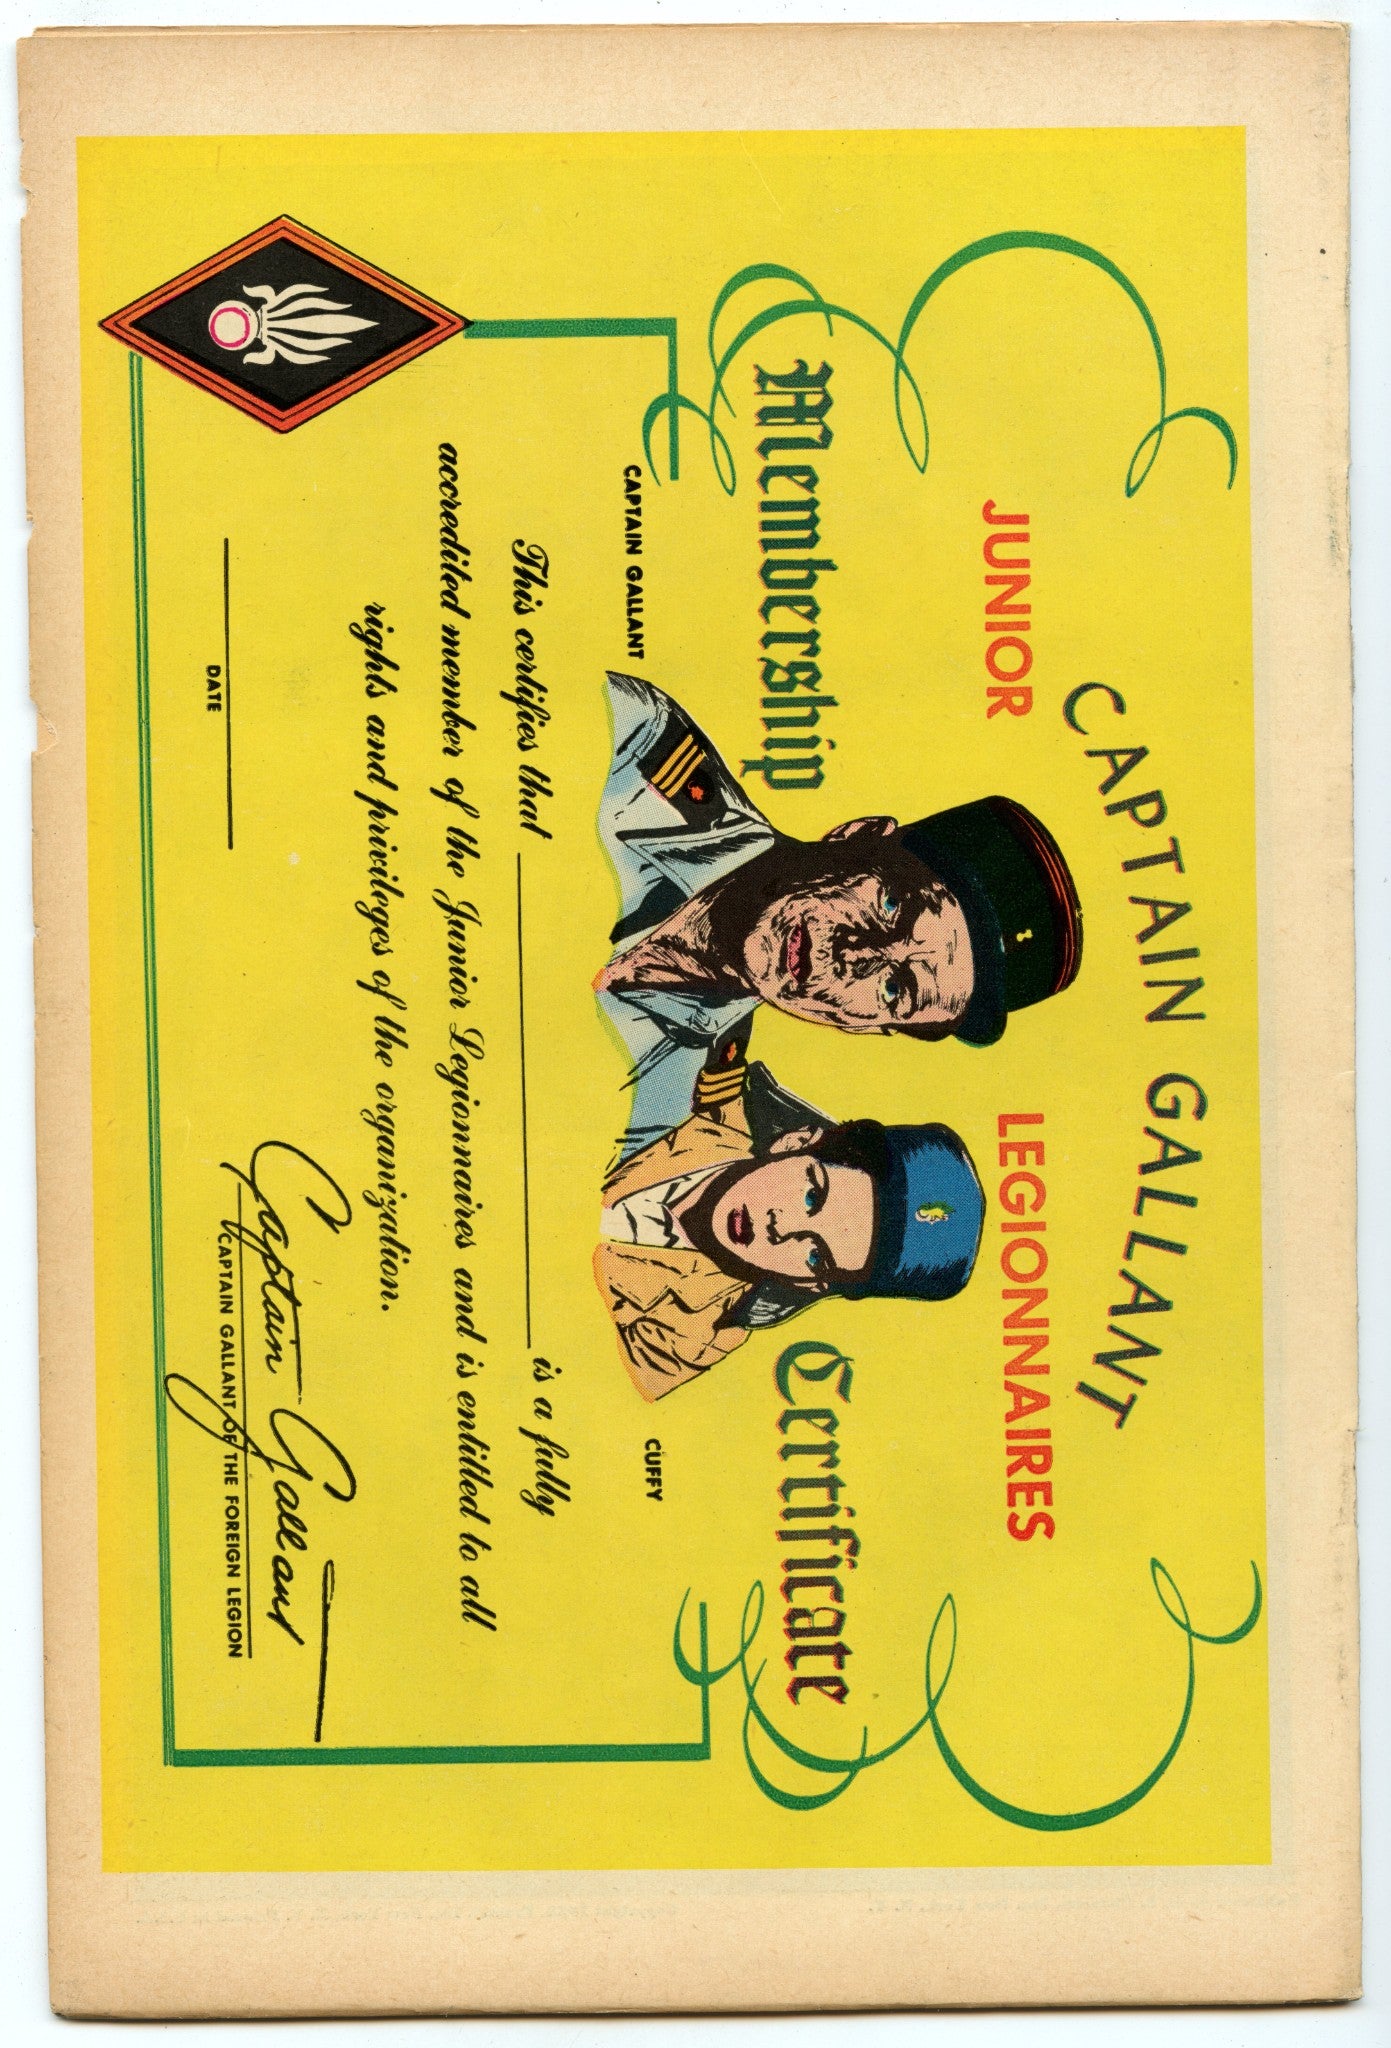 CAPTAIN GALLANT
JUNIOR LEGIONNAIRES
Membership Certificate
CAPTAIN GALLANT
CUFFY
This certifies that is a fully
accredited member of the Junior Legionnaires and is entitled to all
rights and privileges of the organization.
Captain Gallant
DATE
CAPTAIN GALLANT OF THE FOREIGN LEGION